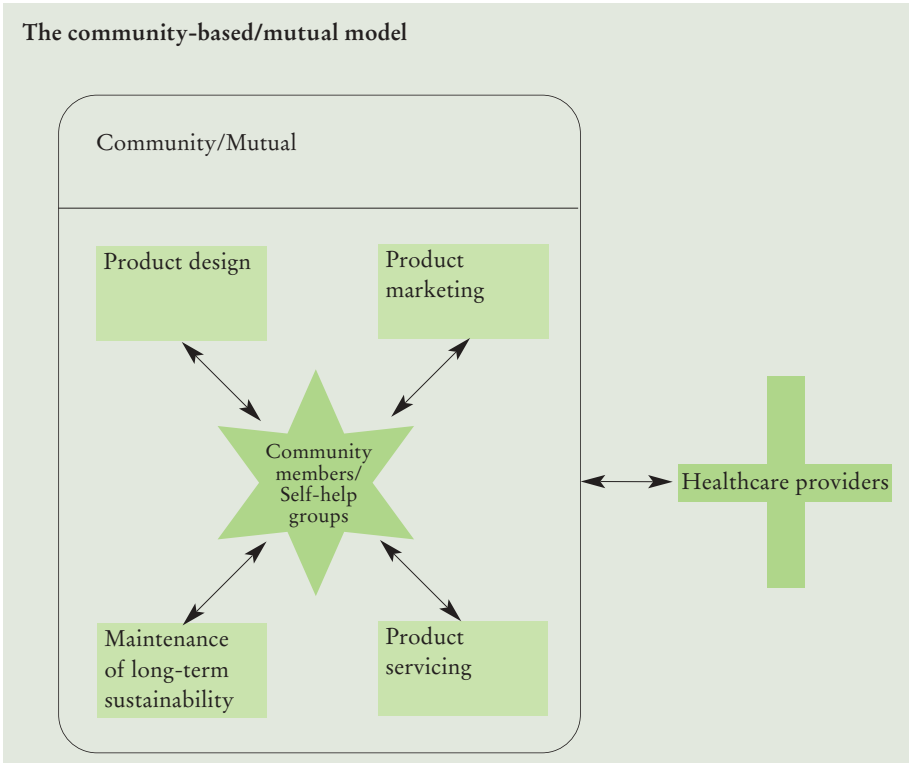 The community-based/mutual model
Community/Mutual
Product design
Product
marketing
Community
members/
Self-help
groups
Healthcare providers
Maintenance
of long-term
sustainability
Product
servicing